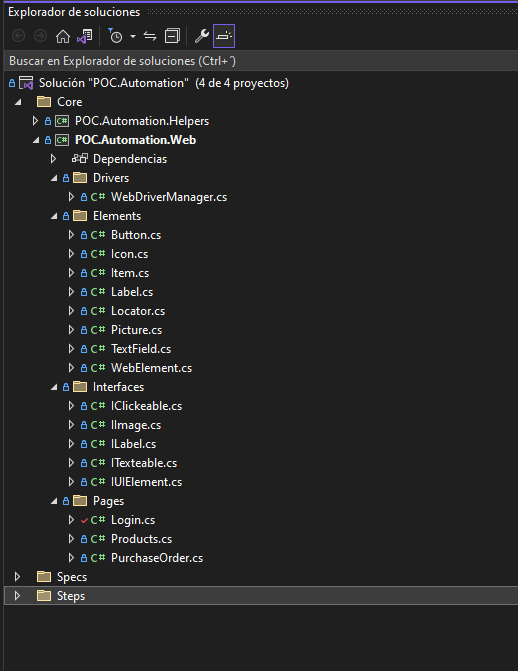 Explorador de soluciones
Buscar en Explorador de soluciones (Ctrl+´)
Solución "POC.Automation" (4 de 4 proyectos)
Core
C# POC.Automation.Helpers
C# POC.Automation.Web
Dependencias
Drivers
C# WebDriverManager.cs
Elements
C# Button.cs
C# Icon.cs
C# Item.cs
C# Label.cs
C# Locator.cs
C# Picture.cs
C# TextField.cs
C# WebElement.cs
Interfaces
C# IClickeable.cs
C# IImage.cs
C# ILabel.cs
C# ITexteable.cs
C# IUIElement.cs
Pages
C# Login.cs
C# Products.cs
C# PurchaseOrder.cs
Specs
Steps